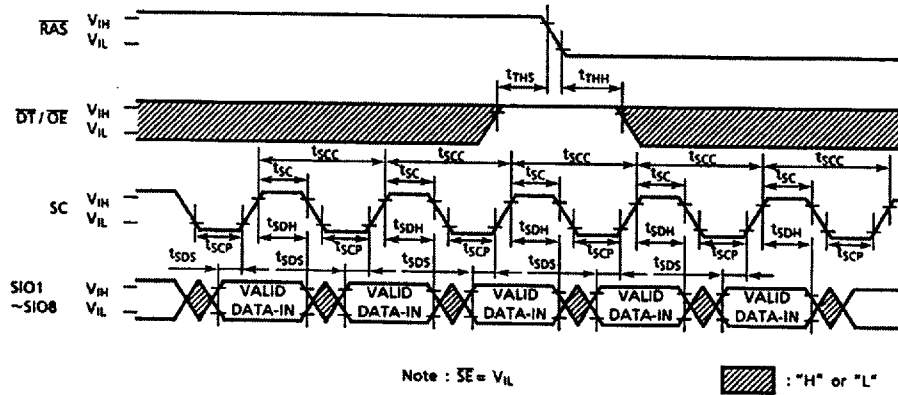 RAS VIH
VIL
tTHS tTHH
DT / OE VIH
VIL
tSCC tSCC tSCC tSCC tSCC
tSC tSC tSC tSC tSC
SC VIH
VIL
tSCP tSDH tSCP tSDH tSCP tSDH tSCP tSDH tSCP tSDH tSCP
tSDS tSDS tSDS tSDS tSDS
SIO1 VIH
~SIO8 VIL
VALID VALID VALID VALID VALID
DATA-IN DATA-IN DATA-IN DATA-IN DATA-IN
Note : SE = VIL : "H" or "L"